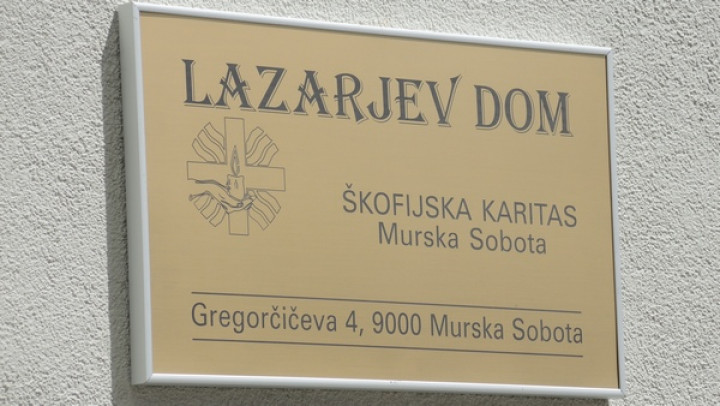 LAZARJEV DOM
ŠKOFIJSKA KARITAS
Murska Sobota
Gregorčičeva 4, 9000 Murska Sobota